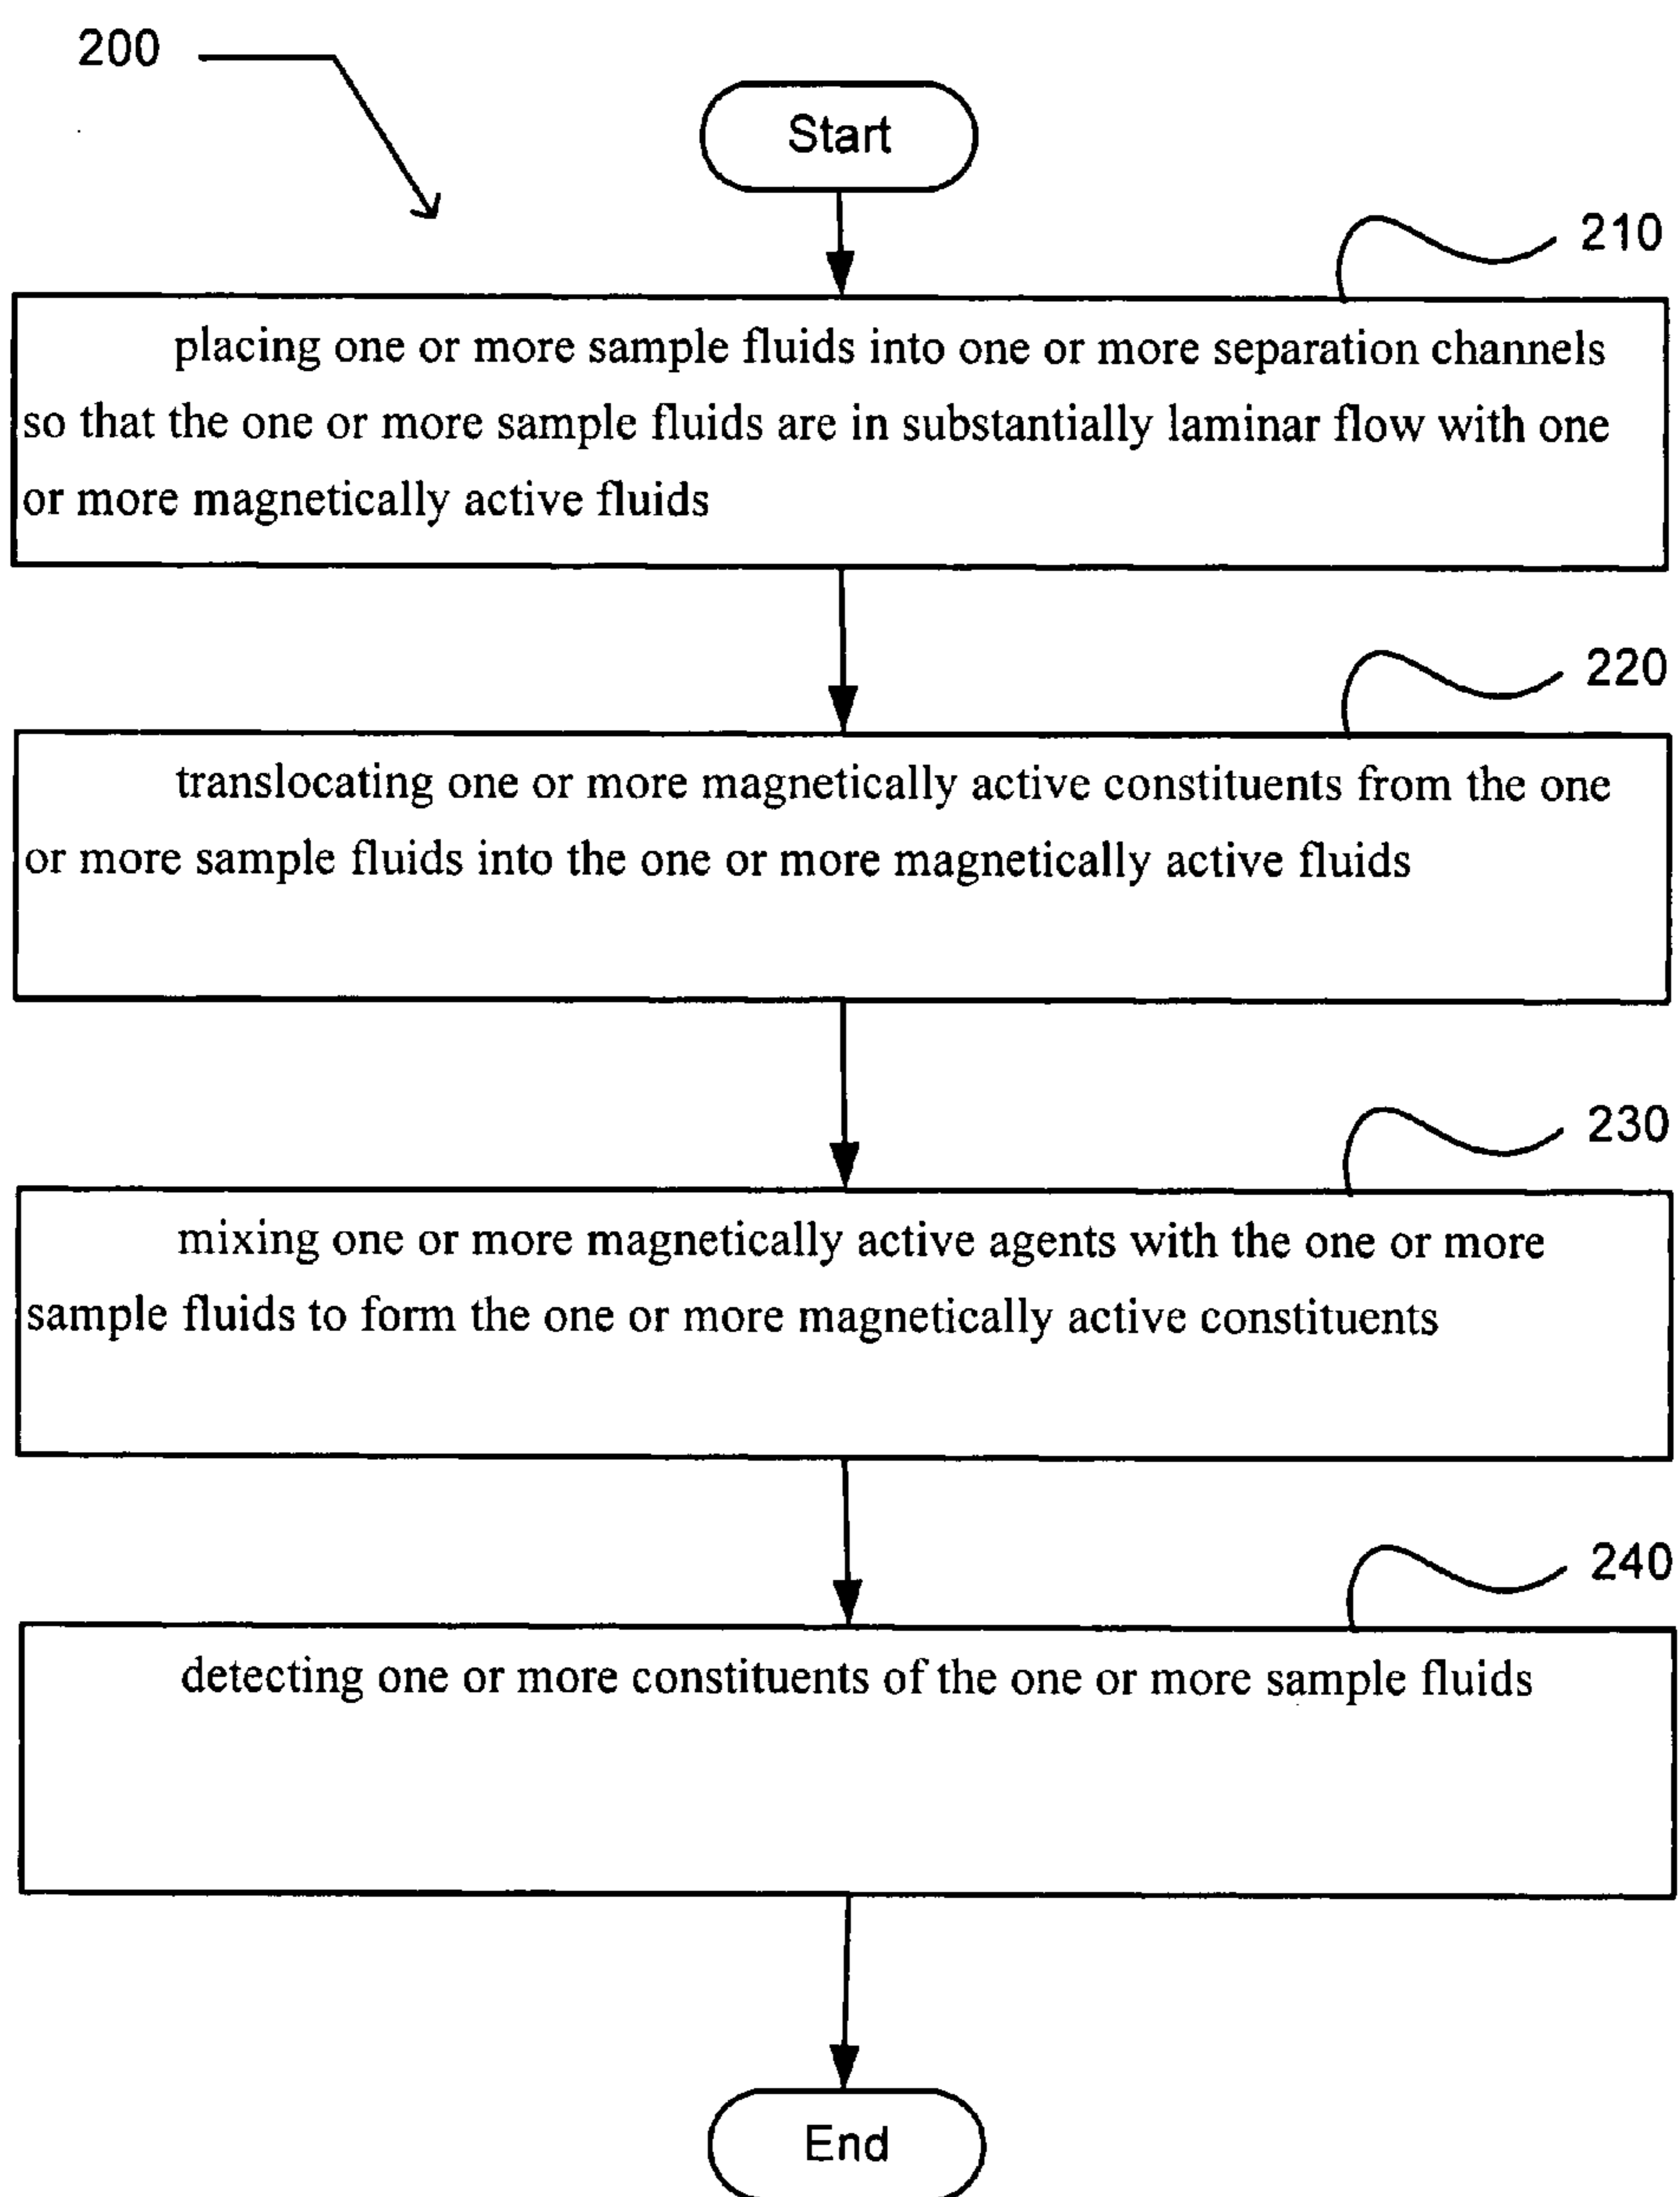 200
Start
210
placing one or more sample fluids into one or more separation channels
so that the one or more sample fluids are in substantially laminar flow with one
or more magnetically active fluids
220
translocating one or more magnetically active constituents from the one
or more sample fluids into the one or more magnetically active fluids
230
mixing one or more magnetically active agents with the one or more
sample fluids to form the one or more magnetically active constituents
240
detecting one or more constituents of the one or more sample fluids
End